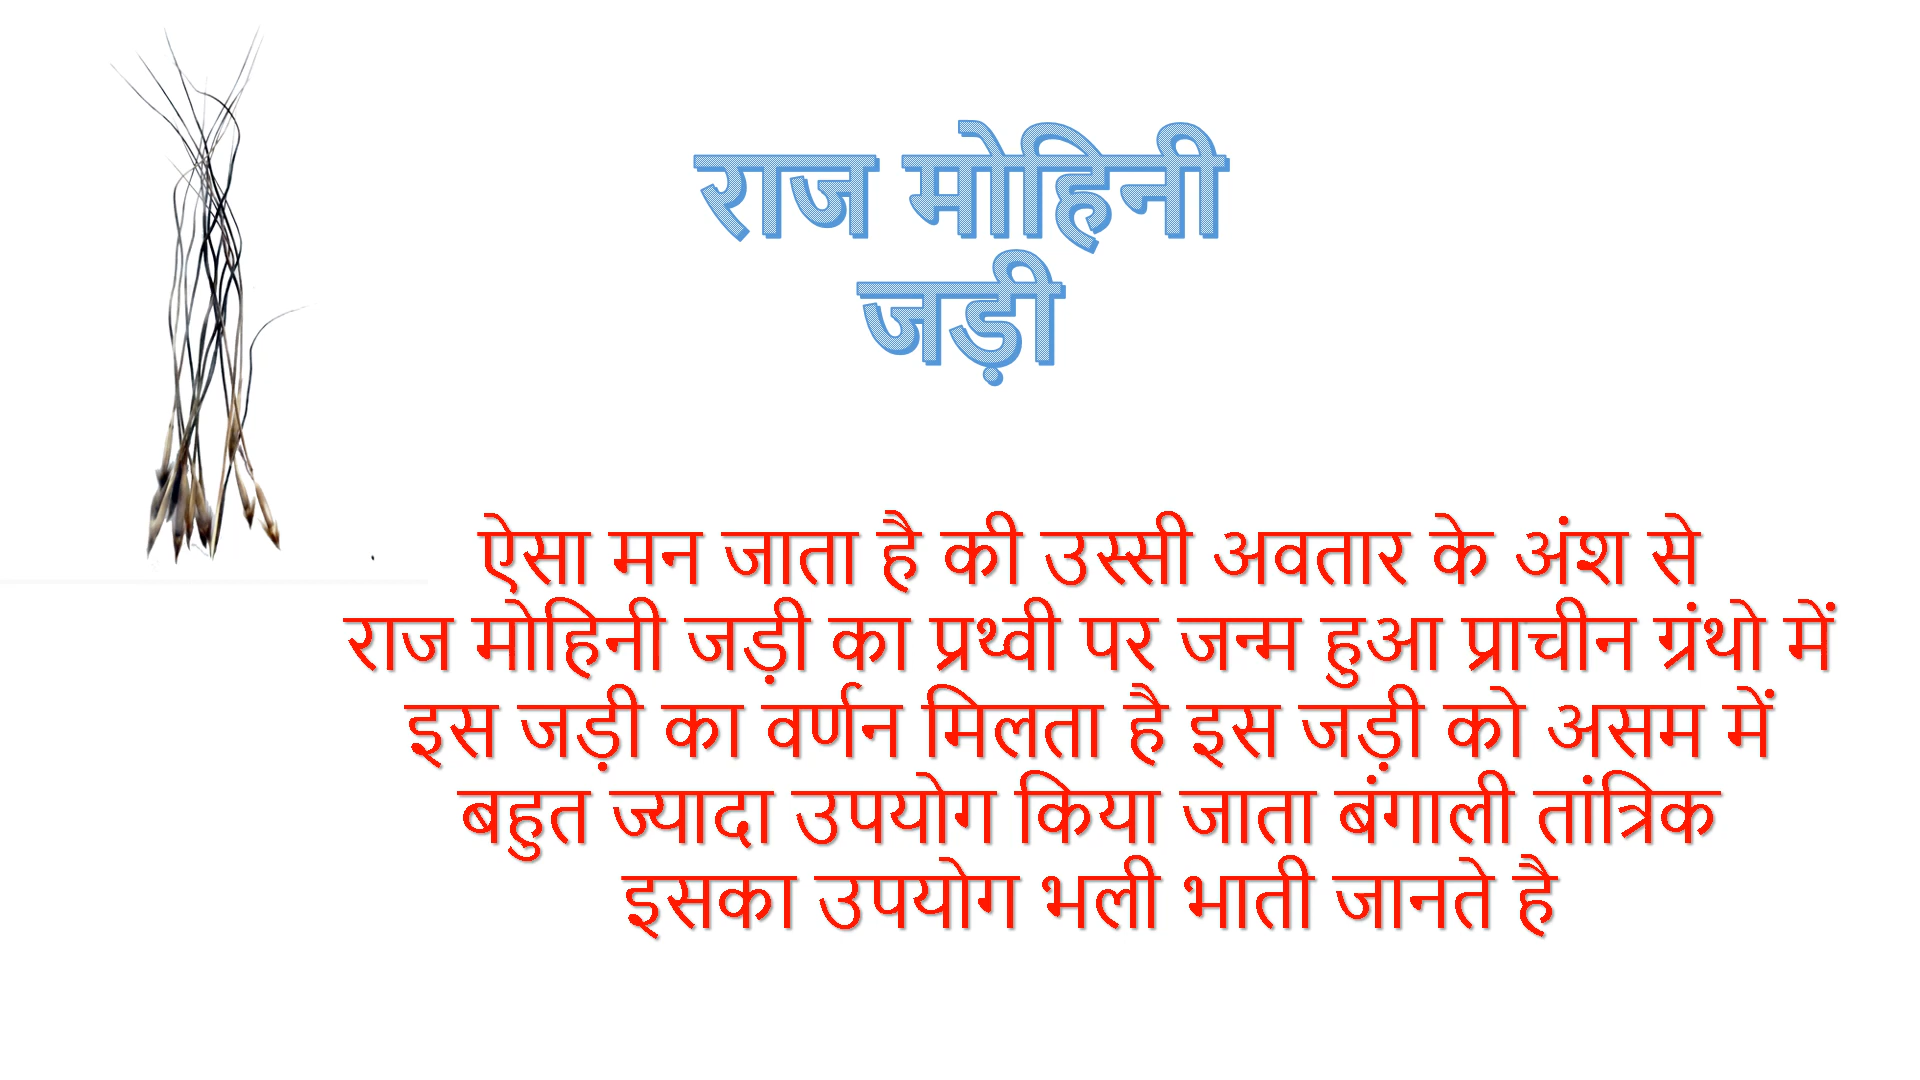 राज मोहिनी
जड़ी
ऐसा मन जाता है की उस्सी अवतार के अंश से
राज मोहिनी जड़ी का प्रथ्वी पर जन्म हुआ प्राचीन ग्रंथो में
इस जड़ी का वर्णन मिलता है इस जड़ी को असम में
बहुत ज्यादा उपयोग किया जाता बंगाली तांत्रिक
इसका उपयोग भली भाती जानते है